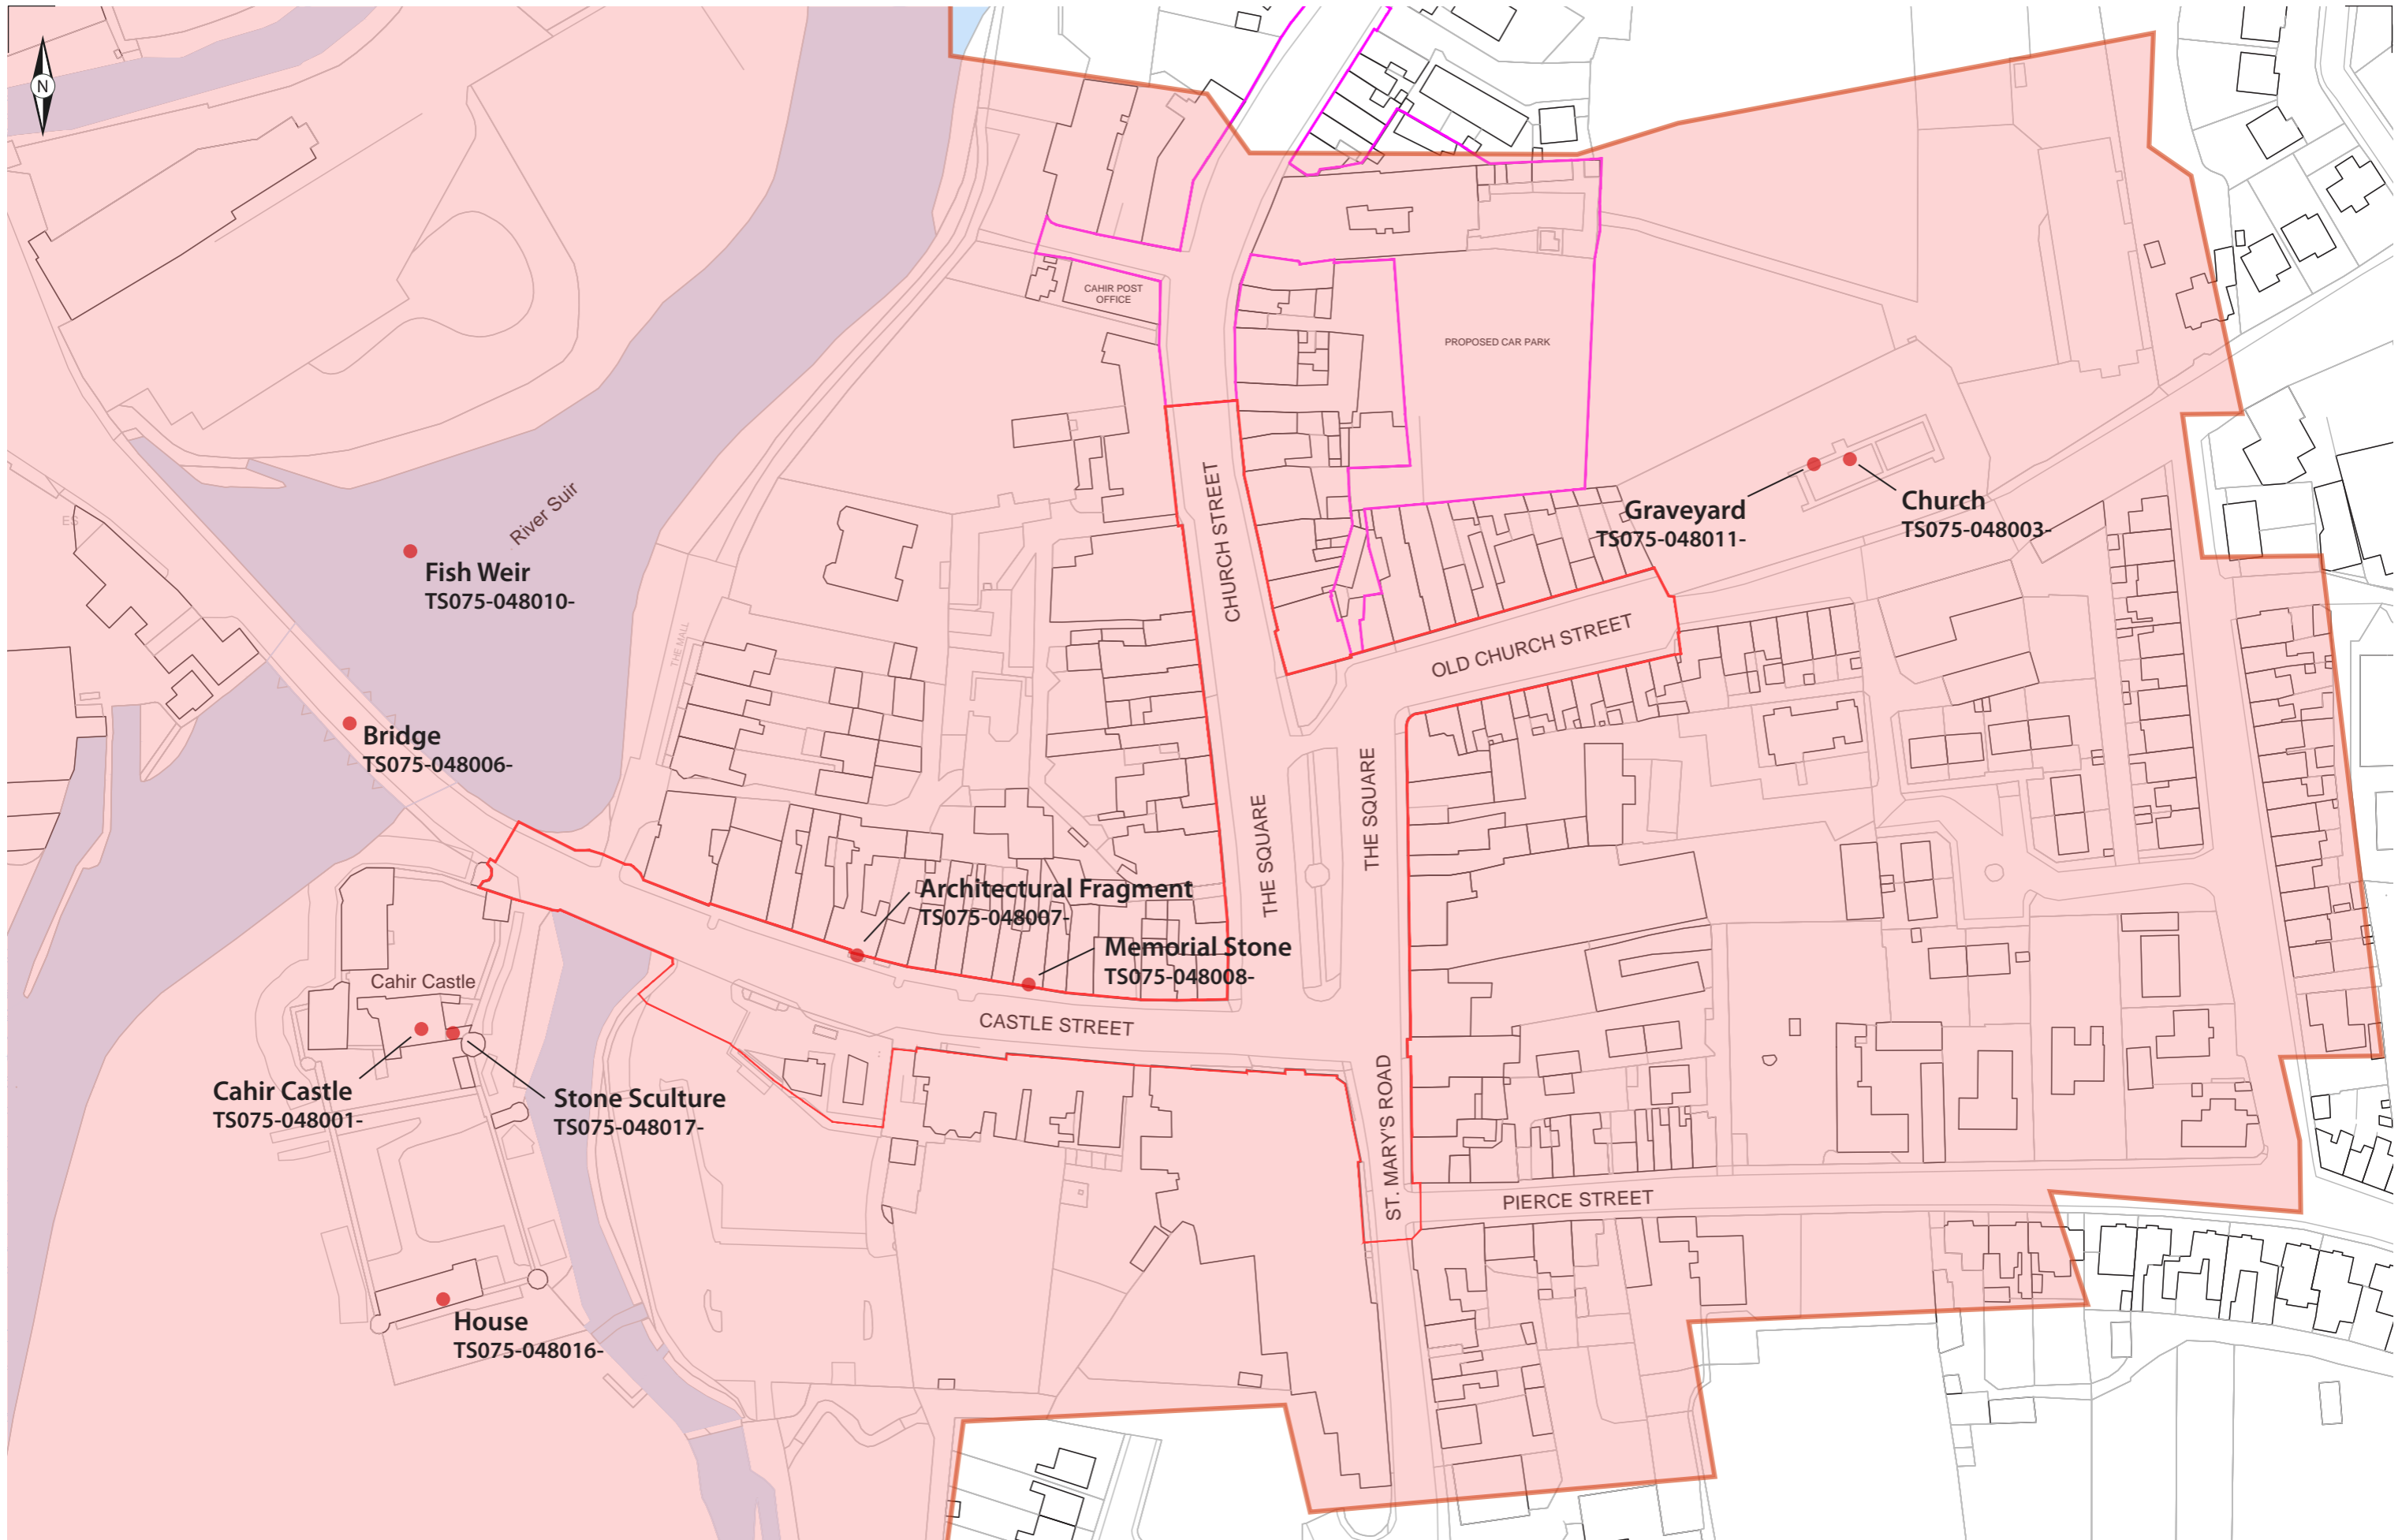 N
CAHIR POST
OFFICE
PROPOSED CAR PARK
ES
River Suir
Fish Weir
TS075-048010-
CHURCH STREET
Graveyard
TS075-048011-
Church
TS075-048003-
THE MALL
OLD CHURCH STREET
Bridge
TS075-048006-
THE SQUARE
THE SQUARE
Architectural Fragment
TS075-048007-
Memorial Stone
TS075-048008-
Cahir Castle
CASTLE STREET
Cahir Castle
TS075-048001-
Stone Sculture
TS075-048017-
ST. MARY'S ROAD
PIERCE STREET
House
TS075-048016-